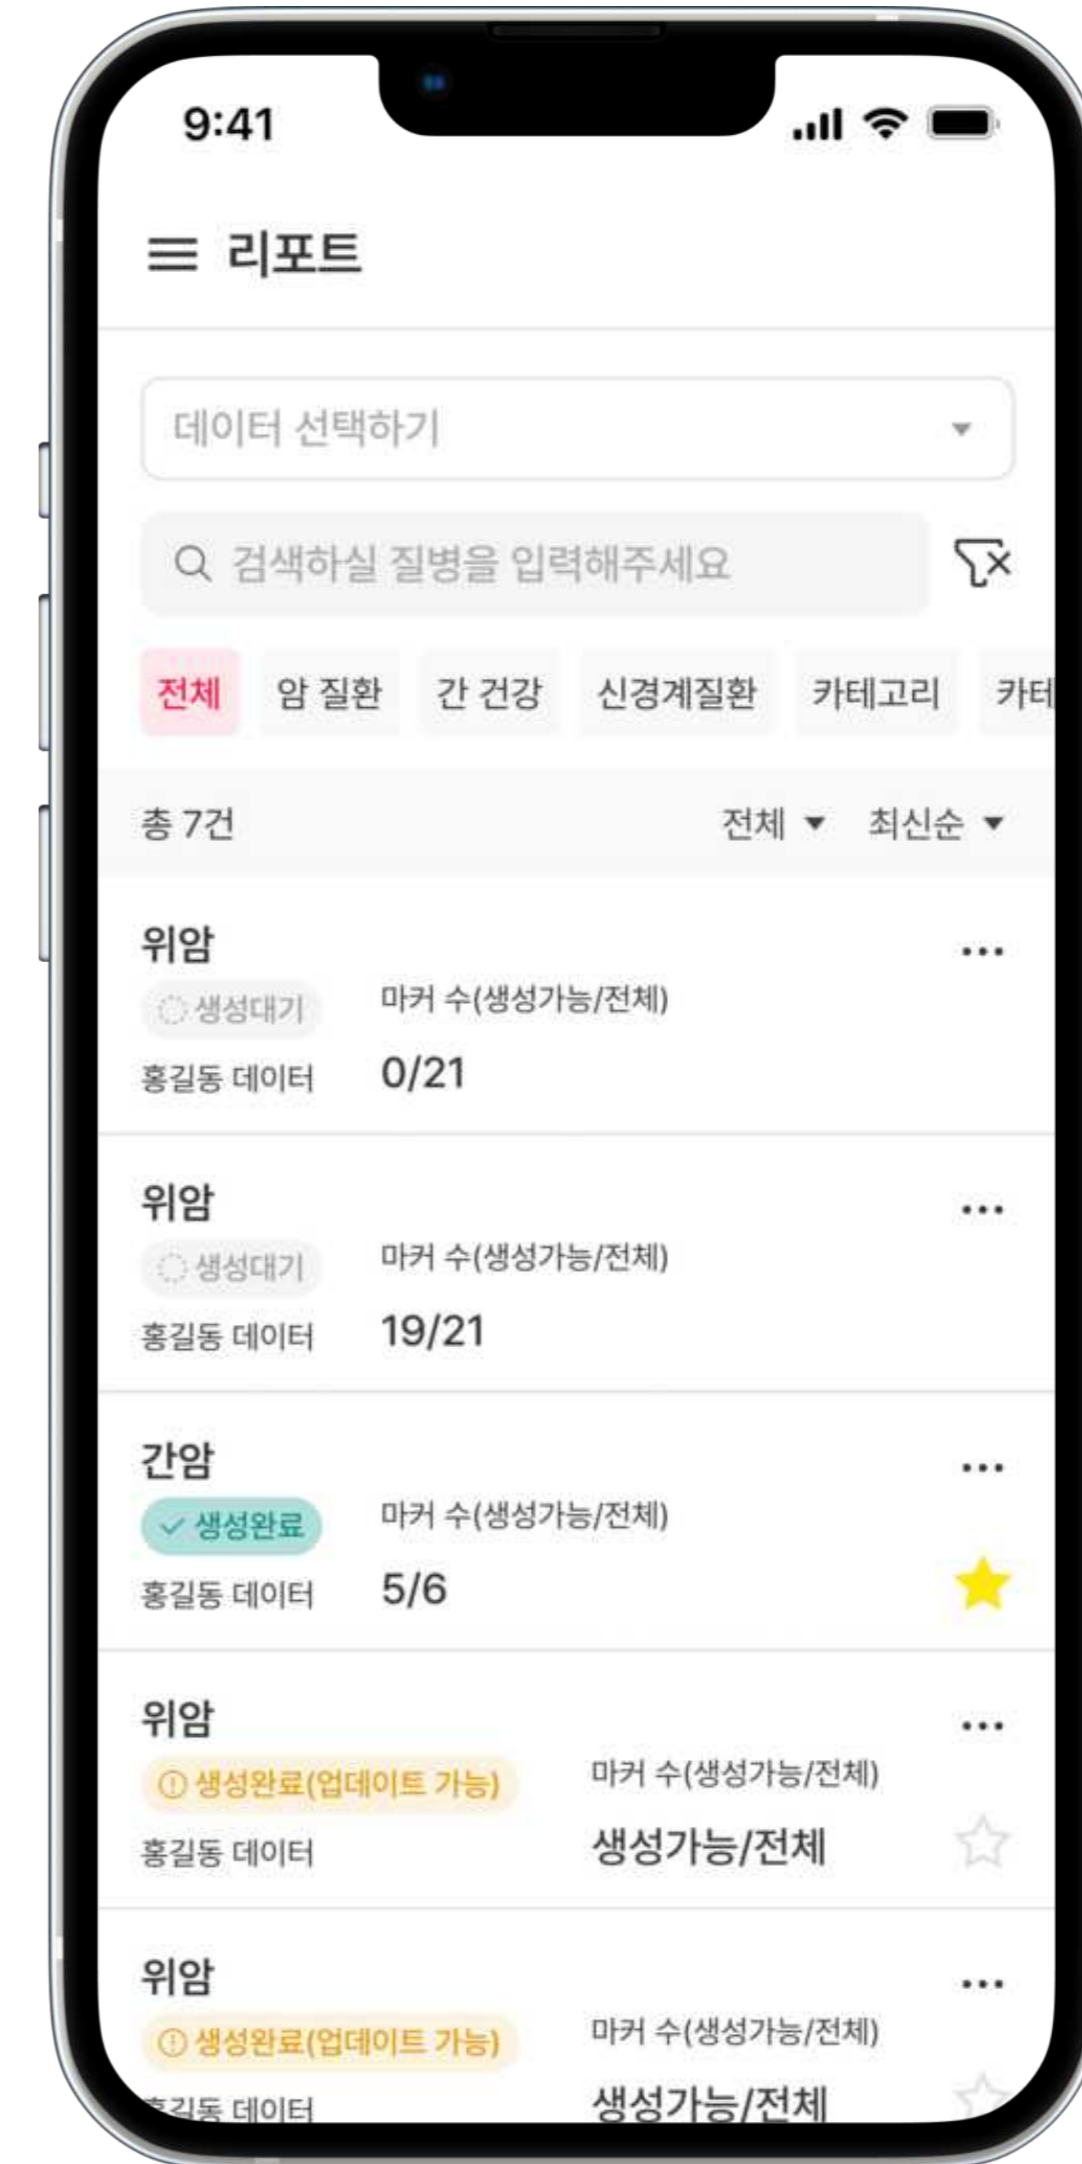 9:41
리포트
데이터 선택하기
검색하실 질병을 입력해주세요
전체 암 질환 간 건강 신경계질환 카테고리 카테
총 7건 전체 최신순
위암
생성대기 마커 수(생성가능/전체)
홍길동 데이터 0/21
위암
생성대기 마커 수(생성가능/전체)
홍길동 데이터 19/21
간암
생성완료 마커 수(생성가능/전체)
홍길동 데이터 5/6
위암
생성완료(업데이트 가능) 마커 수(생성가능/전체)
홍길동 데이터 생성가능/전체
위암
생성완료(업데이트 가능) 마커 수(생성가능/전체)
홍길동 데이터 생성가능/전체